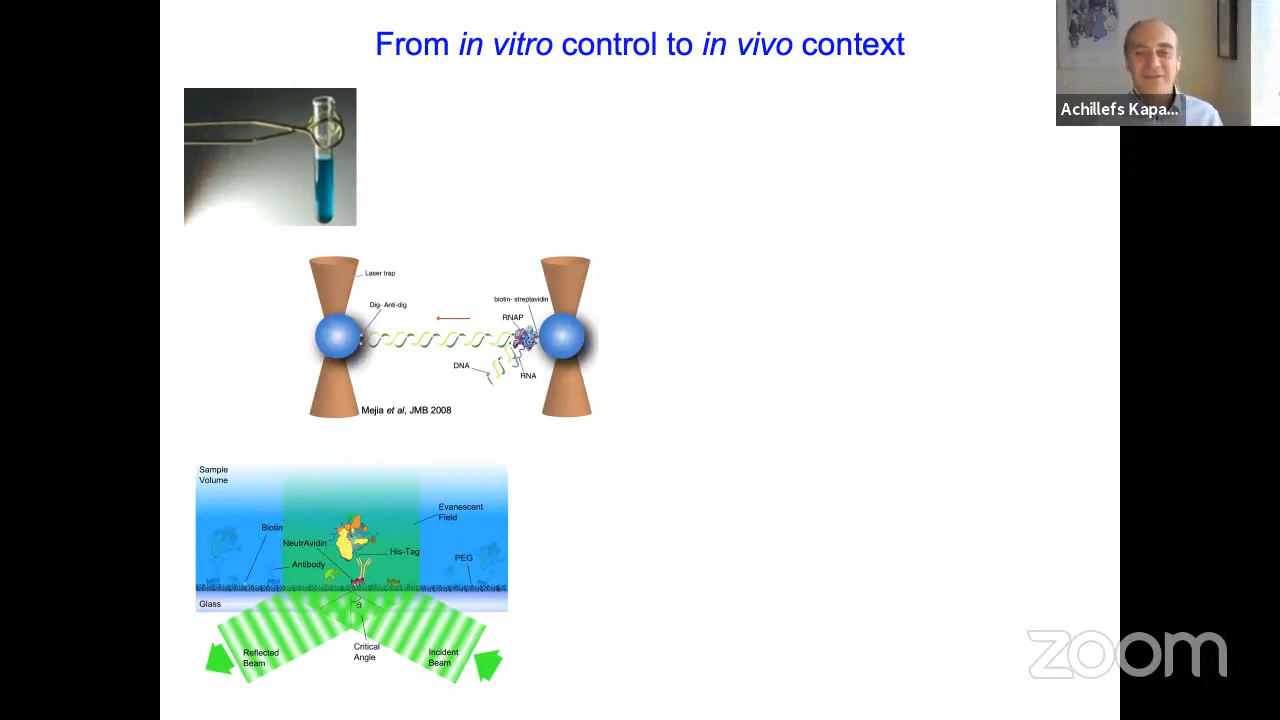 From in vitro control to in vivo context
Achillefs Kapa...
Laser trap
Dig- Anti-dig
biotin- streptavidin
RNAP
DNA
RNA
Mejia et al, JMB 2008
Sample
Volume
Evanescent
Field
Biotin
NeutrAvidin
His-Tag
Antibody
PEG
Glass
α
Reflected
Beam
Critical
Angle
Incident
Beam
zoom